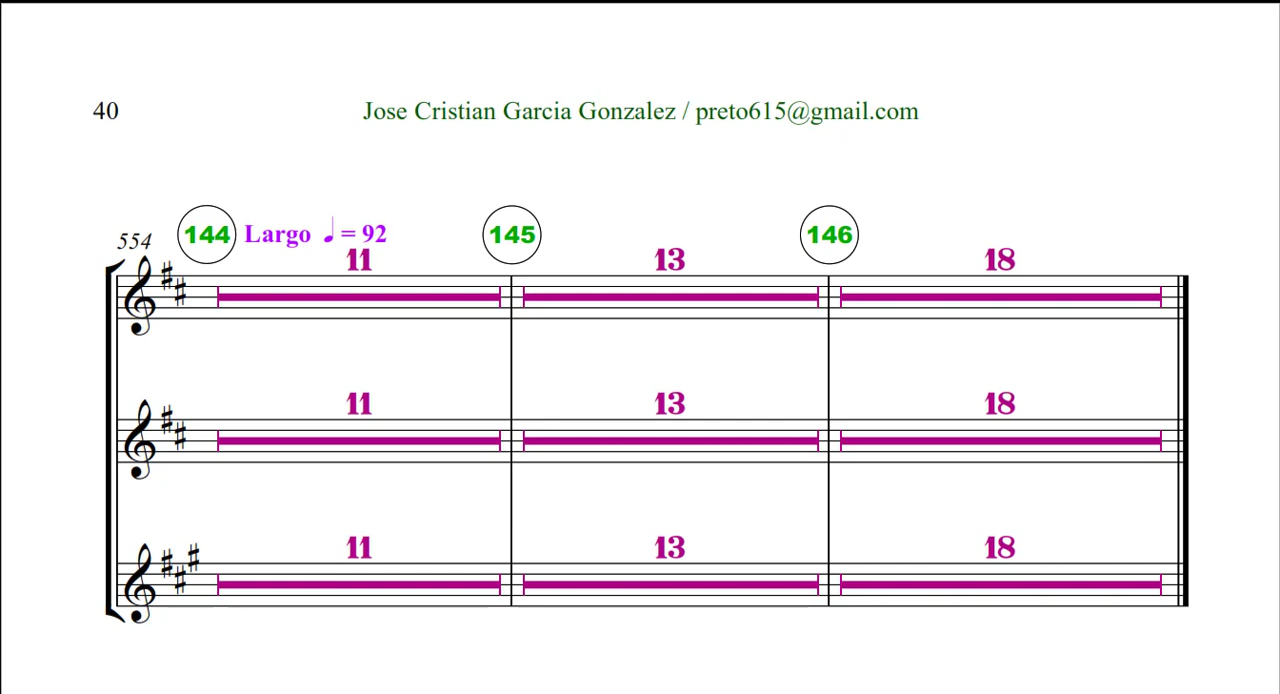 40 Jose Cristian Garcia Gonzalez / preto615@gmail.com
554 144 Largo ♩ = 92 145 146
11 13 18
11 13 18
11 13 18